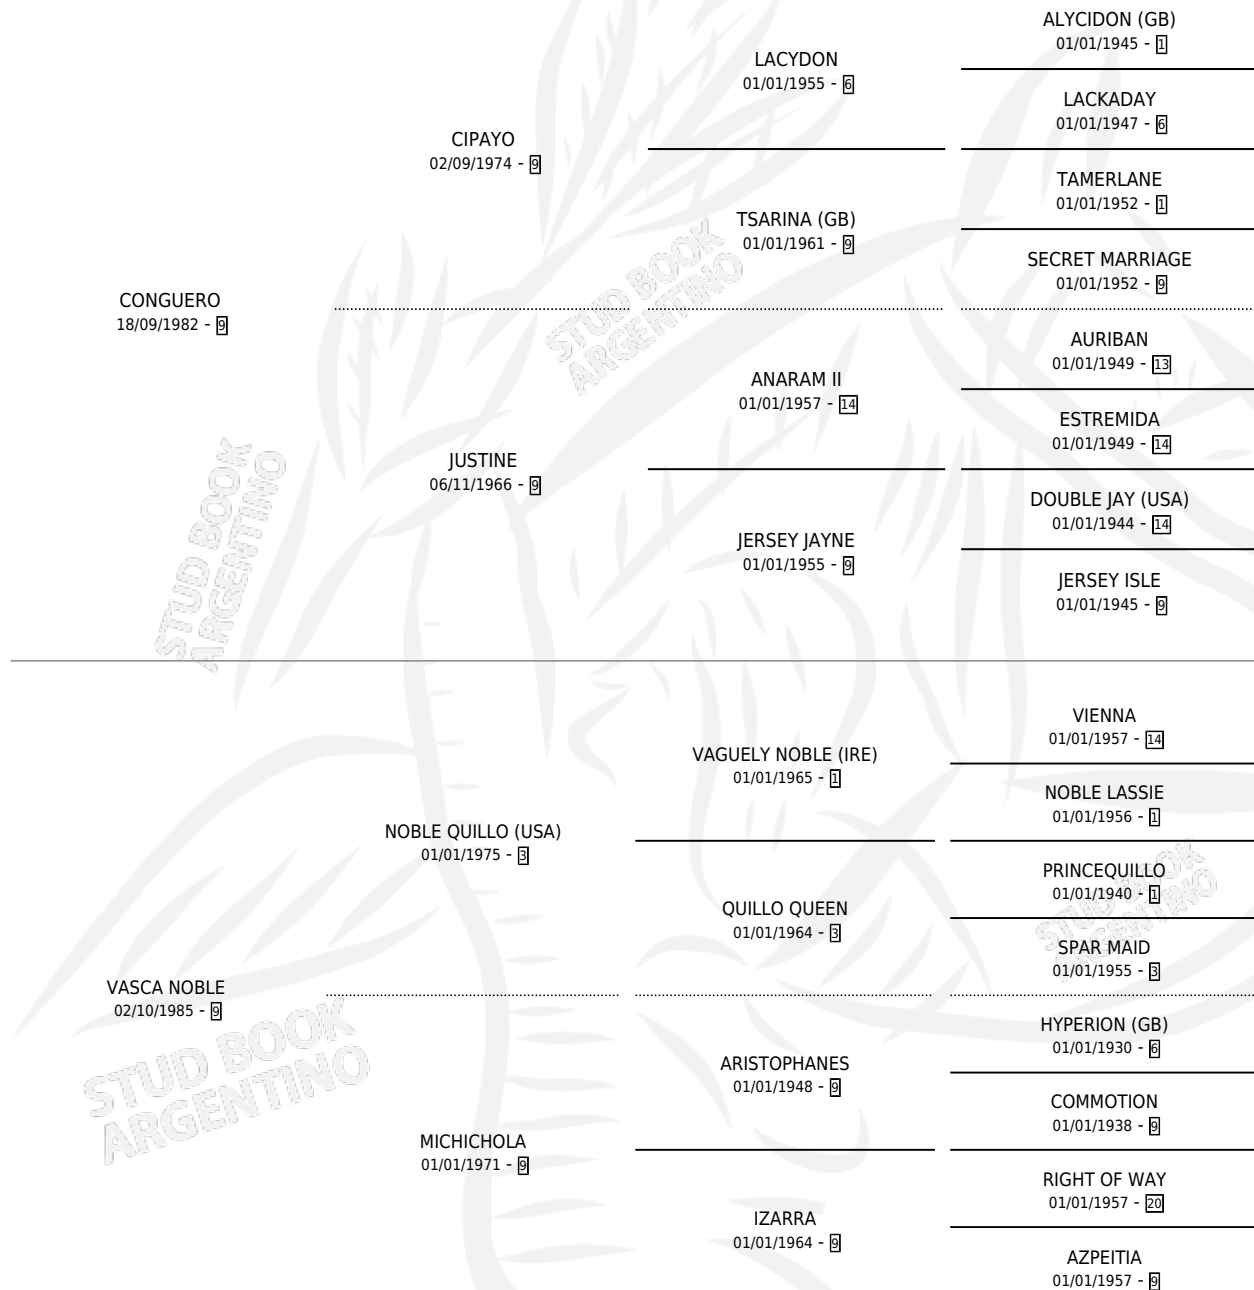 ALYCIDON (GB)
01/01/1945 - 1
LACYDON
01/01/1955 - 6
LACKADAY
01/01/1947 - 6
CIPAYO
02/09/1974 - 9
TAMERLANE
01/01/1952 - 1
TSARINA (GB)
01/01/1961 - 9
SECRET MARRIAGE
01/01/1952 - 9
CONGUERO
18/09/1982 - 9
STUD BOOK
ARGENTINO
AURIBAN
01/01/1949 - 13
ANARAM II
01/01/1957 - 14
ESTREMIDA
01/01/1949 - 14
JUSTINE
06/11/1966 - 9
DOUBLE JAY (USA)
01/01/1944 - 14
JERSEY JAYNE
01/01/1955 - 9
JERSEY ISLE
01/01/1945 - 9
STUD BOOK
ARGENTINO
VIENNA
01/01/1957 - 14
VAGUELY NOBLE (IRE)
01/01/1965 - 1
NOBLE LASSIE
01/01/1956 - 1
NOBLE QUILLO (USA)
01/01/1975 - 3
PRINCEQUILLO
01/01/1940 - 1
QUILLO QUEEN
01/01/1964 - 3
STUD BOOK
ARGENTINO
SPAR MAID
01/01/1955 - 3
VASCA NOBLE
02/10/1985 - 9
STUD BOOK
ARGENTINO
HYPERION (GB)
01/01/1930 - 6
ARISTOPHANES
01/01/1948 - 9
COMMOTION
01/01/1938 - 9
MICHICHOLA
01/01/1971 - 9
RIGHT OF WAY
01/01/1957 - 20
IZARRA
01/01/1964 - 9
AZPEITIA
01/01/1957 - 9